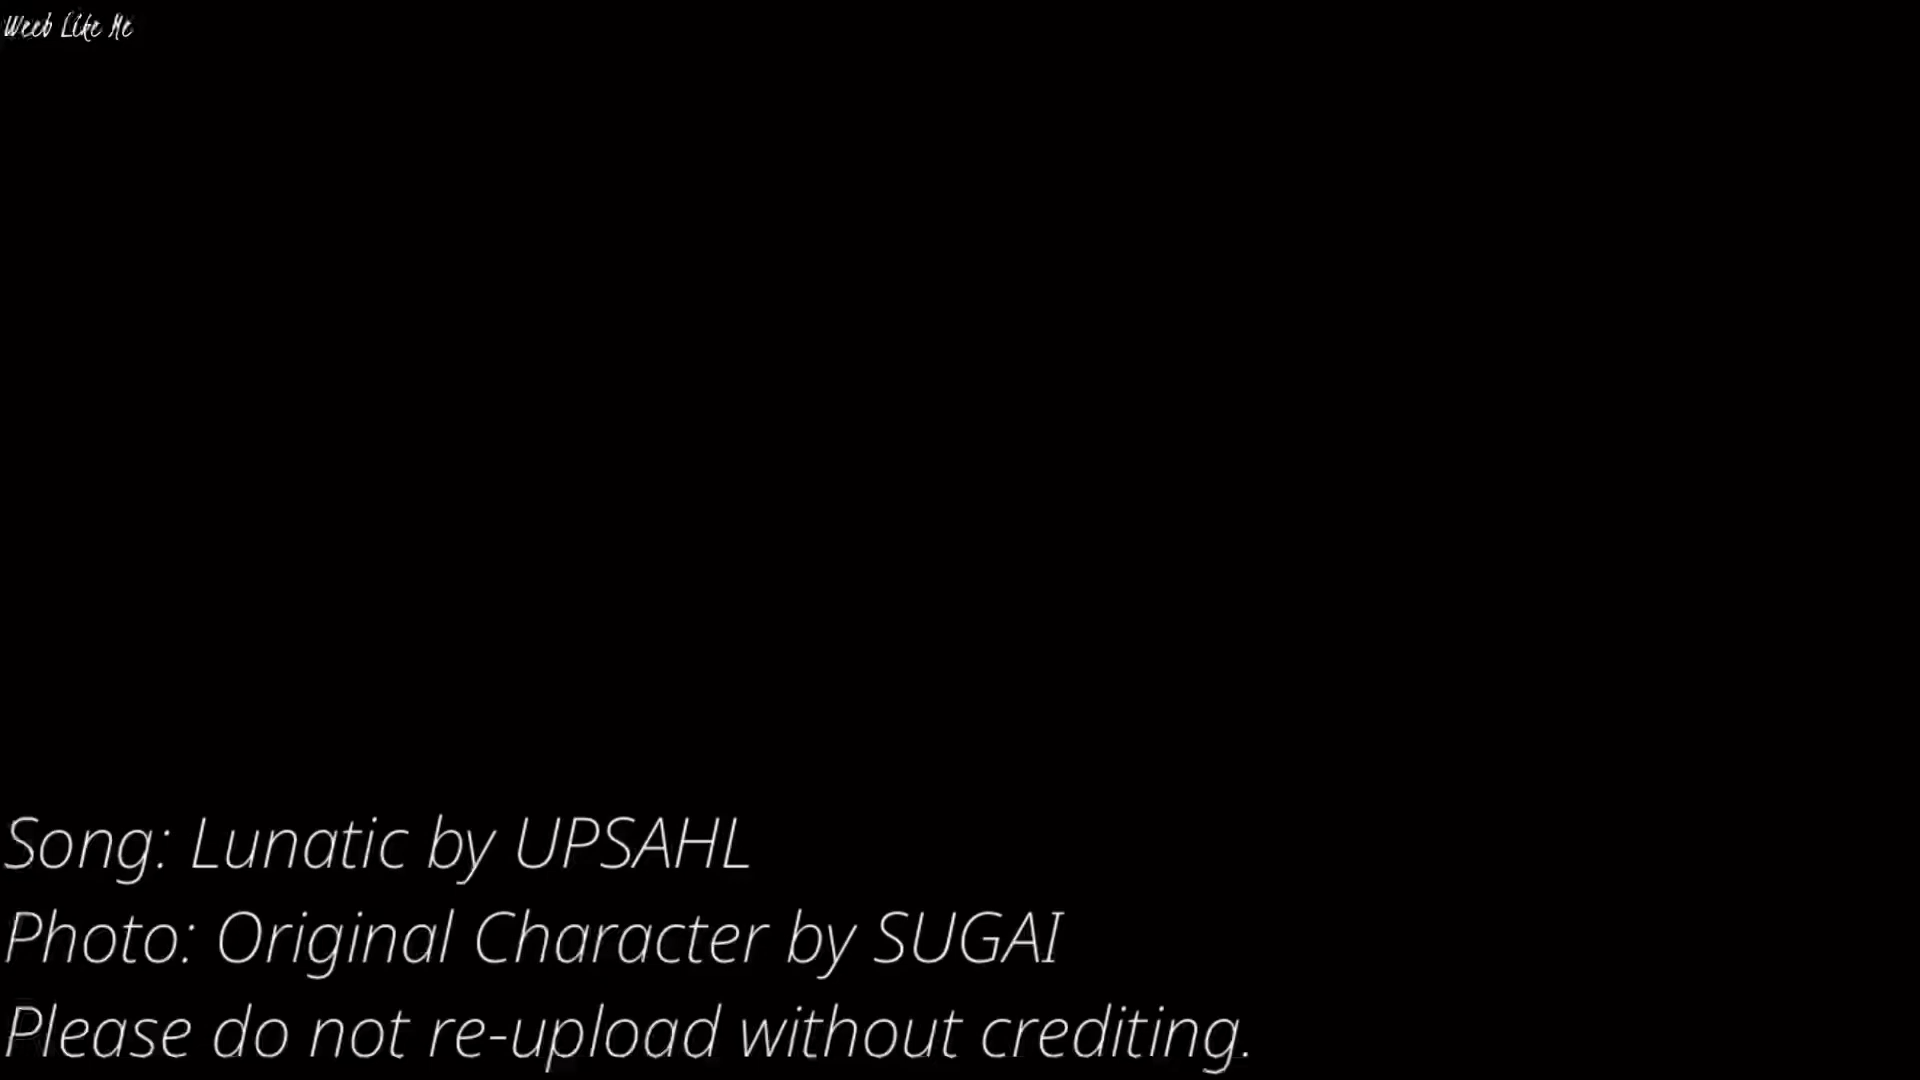 Weeb Like Me
Song: Lunatic by UPSAHL
Photo: Original Character by SUGAI
Please do not re-upload without crediting.